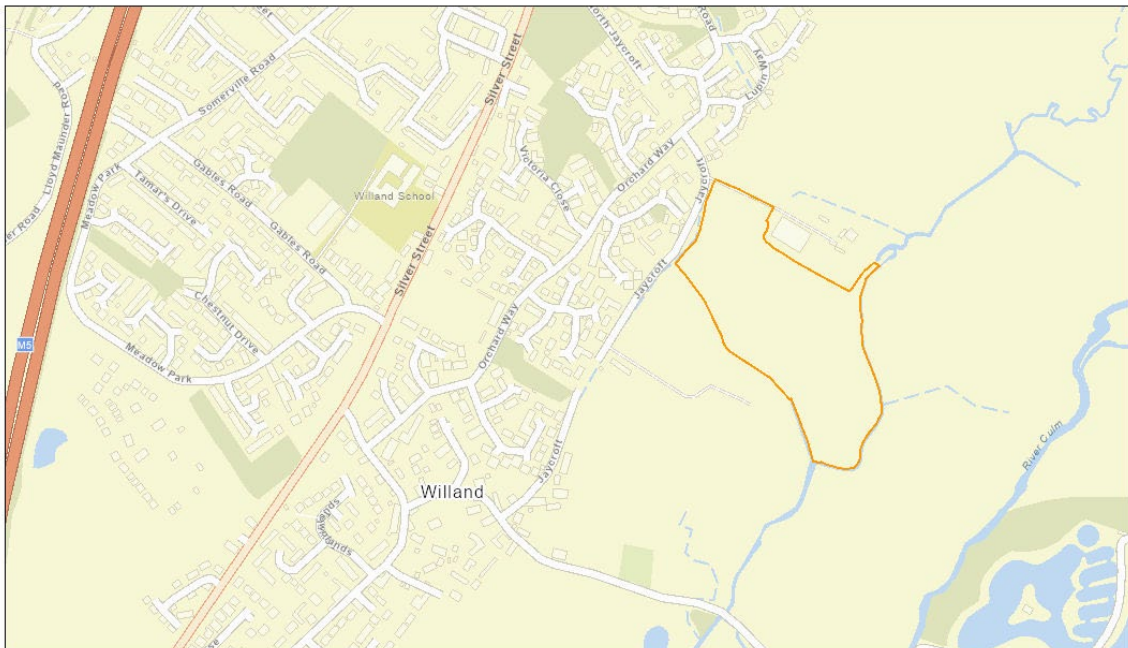 Silver Street
Somerville Road
Lloyd Maunder Road
Meadow Park
Gables Road
Tamar's Drive
Willand School
Gables Road
Silver Street
Chestnut Drive
Meadow Park
M5
North Jaycroft
Road
Lupin Way
Orchard Way
Victoria Close
Jaycroft
Jaycroft
Orchard Way
Jaycroft
Willand
River Culm